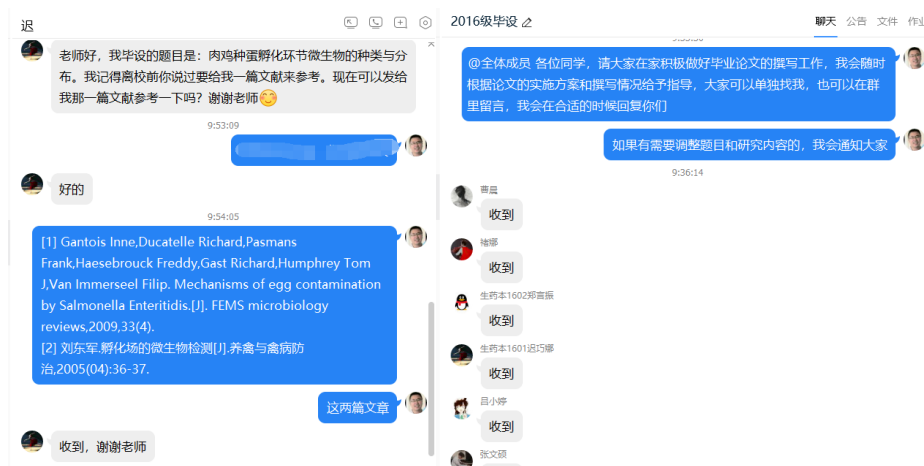 迟
老师好，我毕设的题目是：肉鸡种蛋孵化环节微生物的种类与分
布。我记得离校前你说过要给我一篇文献来参考。现在可以发给
我那一篇文献参考一下吗？谢谢老师
9:53:09
好的
9:54:05
[1] Gantois Inne,Ducatelle Richard,Pasmans
Frank,Haesebrouck Freddy,Gast Richard,Humphrey Tom
J,Van Immerseel Filip. Mechanisms of egg contamination
by Salmonella Enteritidis.[J]. FEMS microbiology
reviews,2009,33(4).
[2] 刘东军.孵化场的微生物检测[J].养禽与禽病防
治,2005(04):36-37.
这两篇文章
收到，谢谢老师
2016级毕设
聊天 公告 文件 作业
@全体成员 各位同学，请大家在家积极做好毕业论文的撰写工作，我会随时
根据论文的实施方案和撰写情况给予指导，大家可以单独找我，也可以在群
里留言，我会在合适的时候回复你们
如果有需要调整题目和研究内容的，我会通知大家
9:36:14
曹晨
收到
褚娜
收到
生药本1602郑言振
收到
生药本1601迟巧娜
收到
吕小婷
收到
张文硕